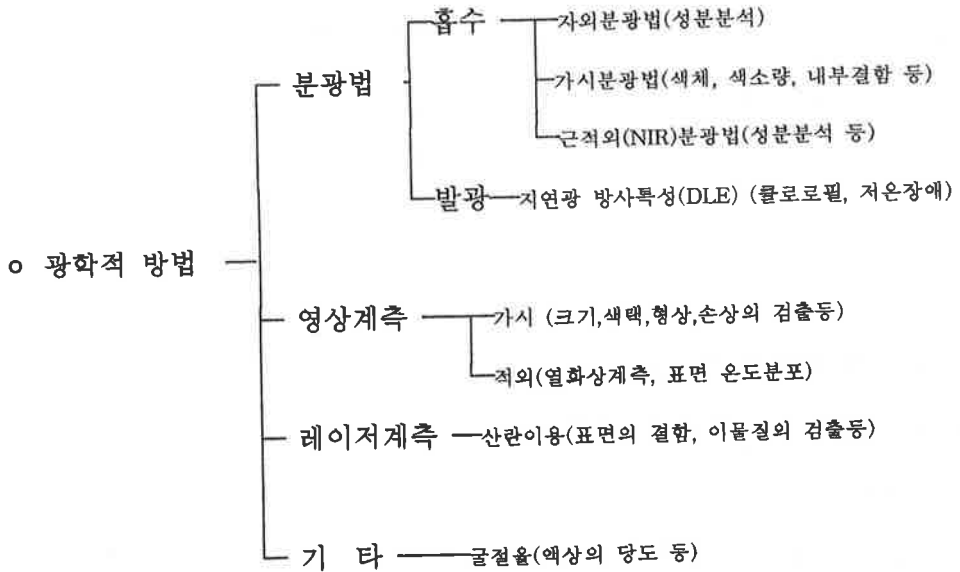 흡수 자외분광법(성분분석)
분광법 가시분광법(색채, 색소량, 내부결함 등)
근적외(NIR)분광법(성분분석 등)
발광 지연광 방사특성(DLE) (클로로필, 저온장애)
o 광학적 방법
영상계측 가시 (크기,색택,형상,손상의 검출등)
적외(열화상계측, 표면 온도분포)
레이저계측 산란이용(표면의 결함, 이물질의 검출등)
기 타 굴절율(액상의 당도 등)